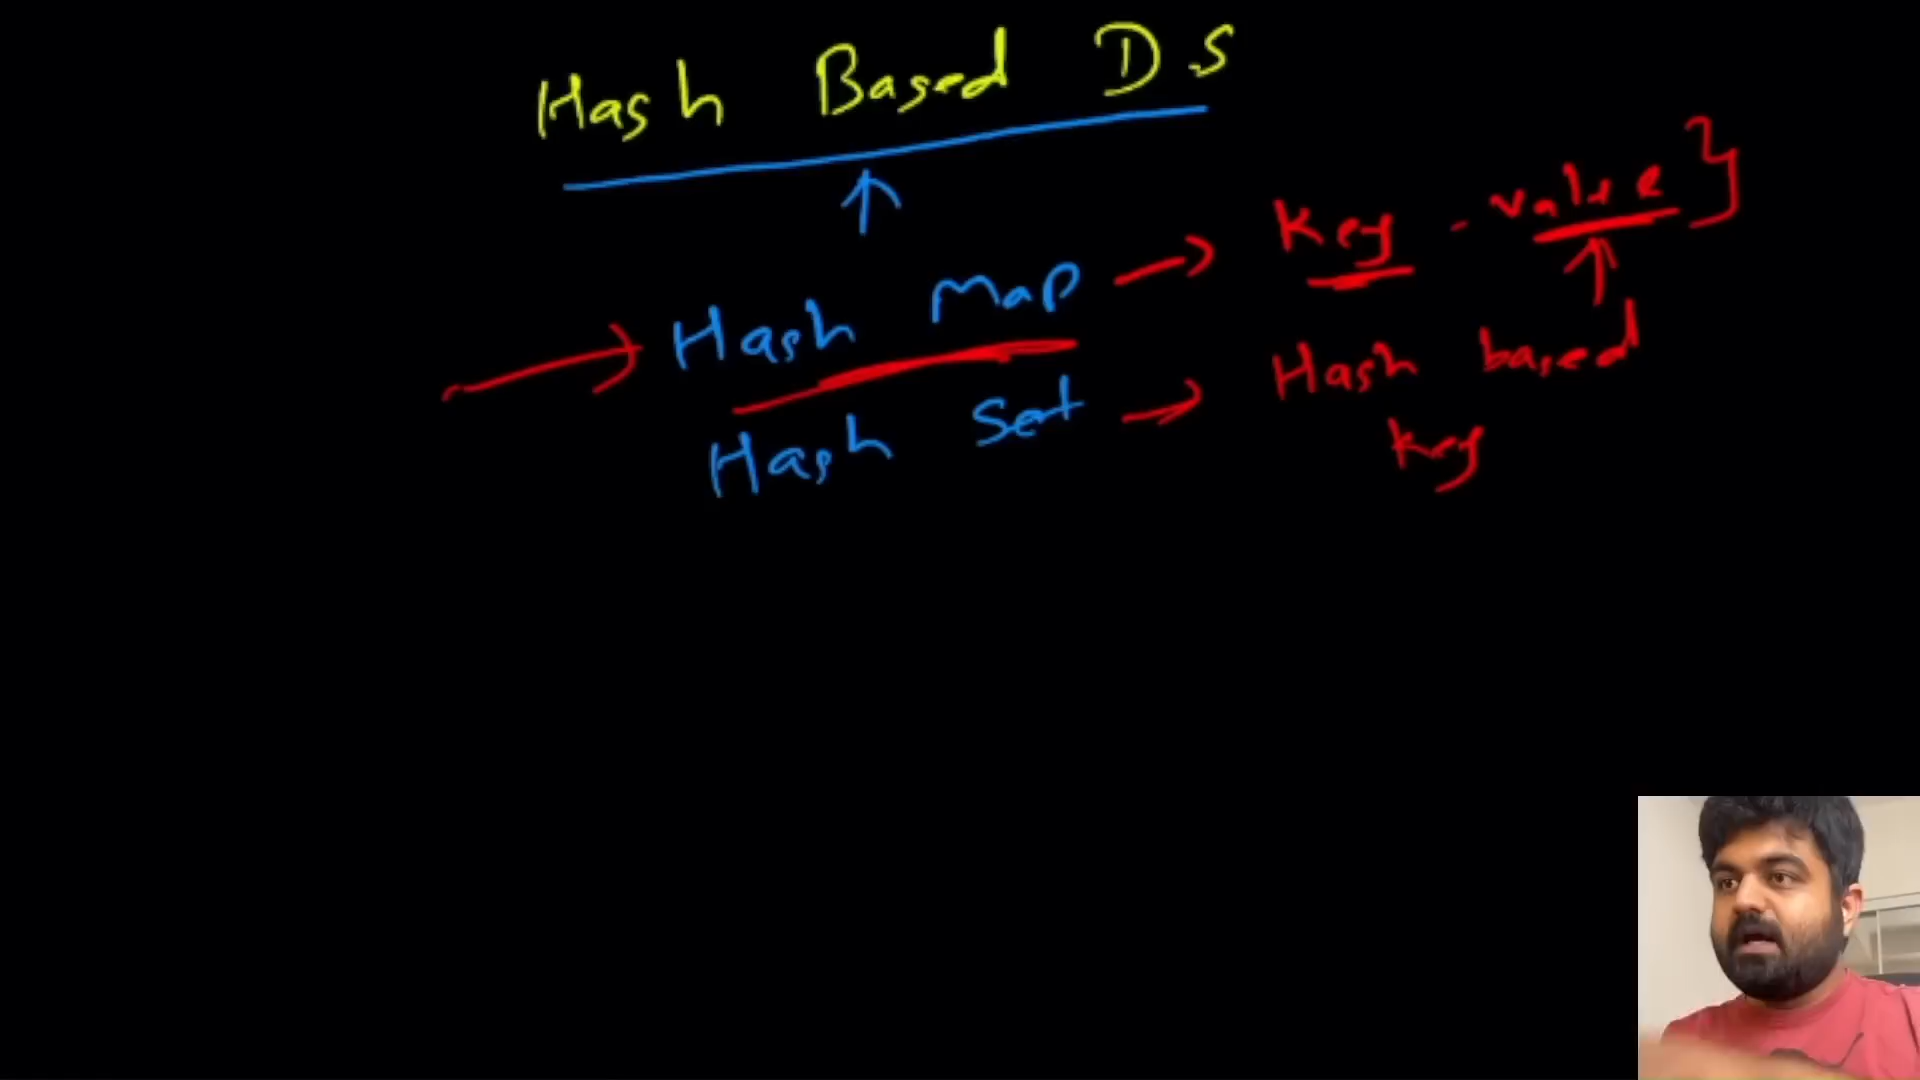 Hash Based DS
Hash Map → Key - value }
Hash Set → Hash based
Key